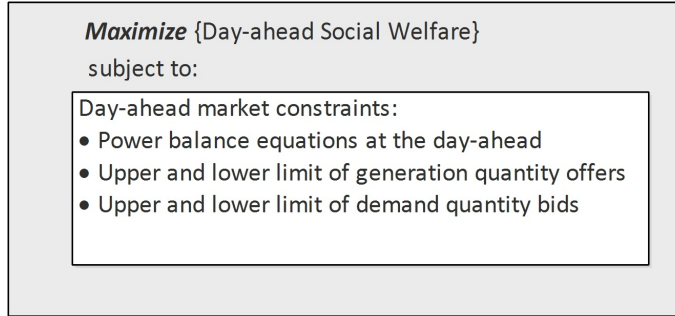 Maximize {Day-ahead Social Welfare}
subject to:
Day-ahead market constraints:
• Power balance equations at the day-ahead
• Upper and lower limit of generation quantity offers
• Upper and lower limit of demand quantity bids